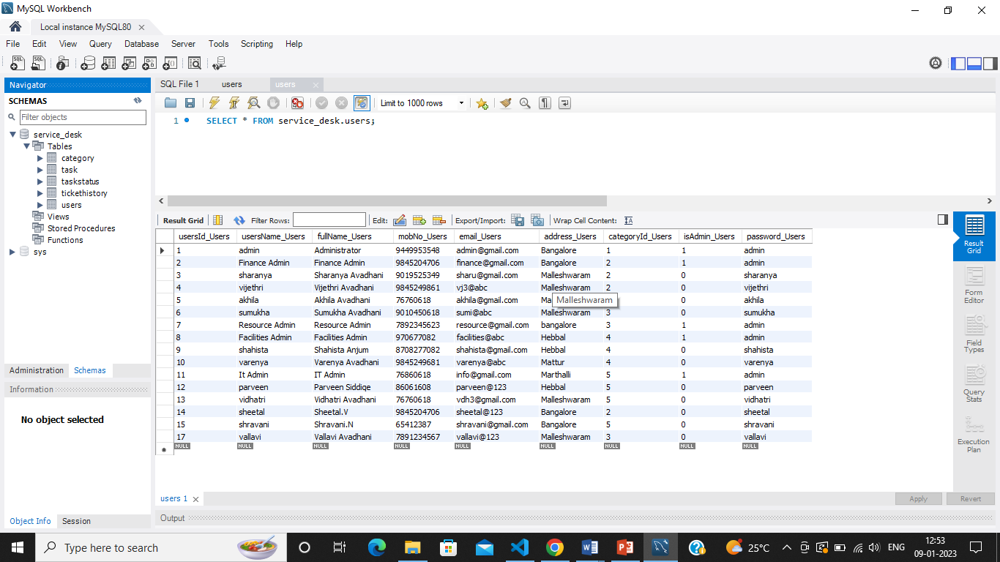 MySQL Workbench
Local instance MySQL80
File Edit View Query Database Server Tools Scripting Help
Navigator
SCHEMAS
Filter objects
service_desk
Tables
category
task
taskstatus
tickethistory
users
Views
Stored Procedures
Functions
sys
Administration Schemas
Information
No object selected
Object Info Session
SQL File 1 users users
Limit to 1000 rows
1 SELECT * FROM service_desk.users;
Result Grid Filter Rows: Edit: Export/Import: Wrap Cell Content: IA
usersId_Users usersName_Users fullName_Users mobNo_Users email_Users address_Users categoryId_Users isAdmin_Users password_Users
1 admin Administrator 9449953548 admin@gmail.com Bangalore 1 1 admin
2 Finance Admin Finance Admin 9845204706 finance@gmail.com Bangalore 2 1 admin
3 sharanya Sharanya Avadhani 9019525349 sharu@gmail.com Malleshwaram 2 0 sharanya
4 vijethri Vijethri Avadhani 9845249861 vj3@abc Malleshwaram 2 0 vijethri
5 akhila Akhila Avadhani 76760618 akhila@gmail.com Ma 0 akhila
Malleshwaram
6 sumukha Sumukha Avadhani 9010450618 sumi@abc Malleshwaram 3 0 sumukha
7 Resource Admin Resource Admin 7892345623 resource@gmail.com bangalore 3 1 admin
8 Facilities Admin Facilities Admin 970677082 facilities@abc Hebbal 4 1 admin
9 shahista Shahista Anjum 8708277082 shahista@gmail.com Hebbal 4 0 shahista
10 varenya Varenya Avadhani 9845249681 varenya@abc Mattur 4 0 varenya
11 It Admin IT Admin 76860618 info@gmail.com Marthalli 5 1 admin
12 parveen Parveen Siddiqe 86061608 parveen@123 Hebbal 5 0 parveen
13 vidhatri Vidhatri Avadhani 76760618 vdh3@gmail.com Malleshwaram 5 0 vidhatri
14 sheetal Sheetal.V 9845204706 sheetal@123 Bangalore 2 0 sheetal
15 shravani Shravani.N 65412387 shravani@gmail.com Bangalore 5 0 shravani
17 vallavi Vallavi Avadhani 7891234567 vallavi@123 Malleshwaram 3 0 vallavi
NULL NULL NULL NULL NULL NULL NULL NULL NULL
Result
Grid
Form
Editor
Field
Types
Query
Stats
Execution
Plan
users 1
Apply Revert
Output
Type here to search
25°C
ENG
12:53
09-01-2023